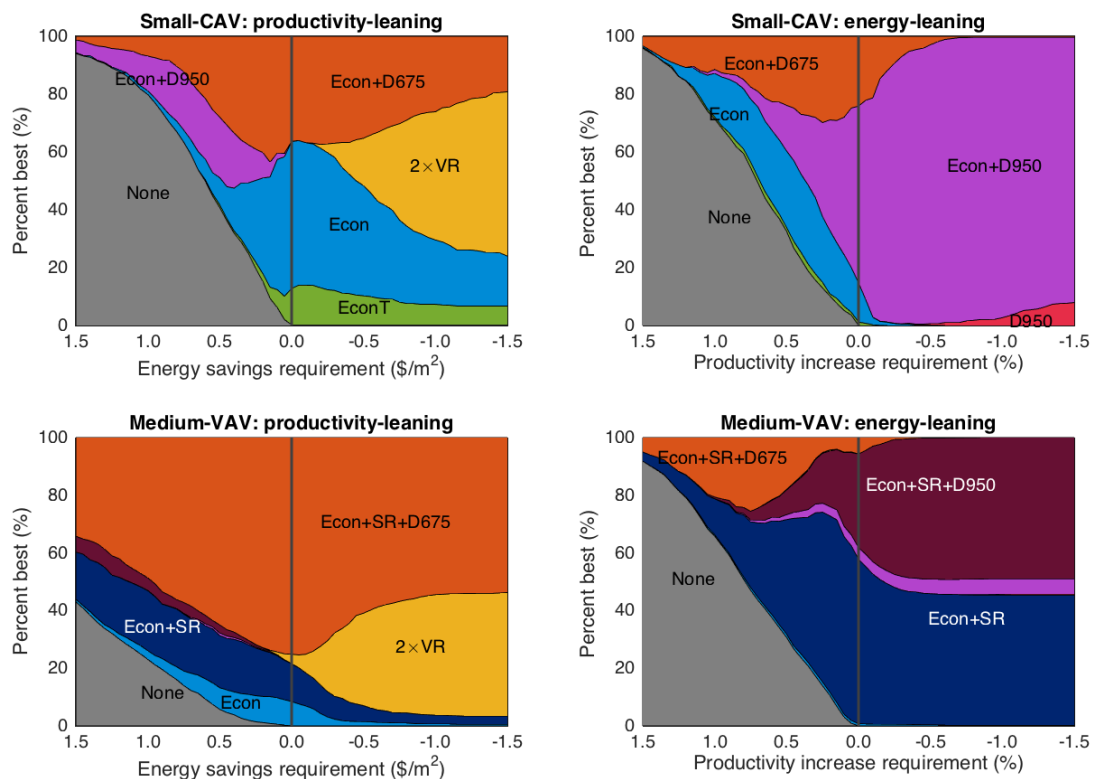 Small-CAV: productivity-leaning
Percent best (%)
100
80
60
40
20
0
Econ+D950
Econ+D675
2×VR
None
Econ
EconT
1.5 1.0 0.5 0.0 -0.5 -1.0 -1.5
Energy savings requirement ($/m²)
Small-CAV: energy-leaning
Percent best (%)
100
80
60
40
20
0
Econ+D675
Econ
Econ+D950
None
D950
1.5 1.0 0.5 0.0 -0.5 -1.0 -1.5
Productivity increase requirement (%)
Medium-VAV: productivity-leaning
Percent best (%)
100
80
60
40
20
0
Econ+SR+D675
Econ+SR
2×VR
None
Econ
1.5 1.0 0.5 0.0 -0.5 -1.0 -1.5
Energy savings requirement ($/m²)
Medium-VAV: energy-leaning
Percent best (%)
100
80
60
40
20
0
Econ+SR+D675
Econ+SR+D950
None
Econ+SR
1.5 1.0 0.5 0.0 -0.5 -1.0 -1.5
Productivity increase requirement (%)